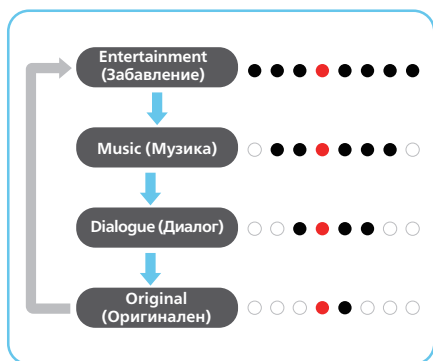 Entertainment
(Забавление)
Music (Музика)
Dialogue (Диалог)
Original
(Оригинален)